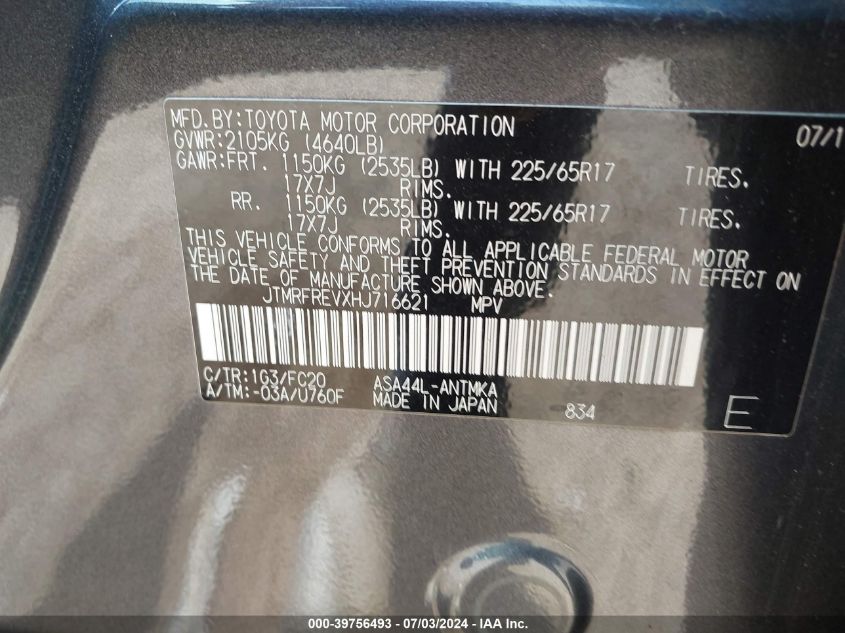 MFD.BY:TOYOTA MOTOR CORPORATION 07/1
GVWR:2105KG (4640LB)
GAWR:FRT. 1150KG (2535LB) WITH 225/65R17 TIRES.
17X7J RIMS.
RR. 1150KG (2535LB) WITH 225/65R17 TIRES.
17X7J RIMS.
THIS VEHICLE CONFORMS TO ALL APPLICABLE FEDERAL MOTOR
VEHICLE SAFETY AND THEFT PREVENTION STANDARDS IN EFFECT ON
THE DATE OF MANUFACTURE SHOWN ABOVE.
JTMRFREVXHJ716621 MPV
C/TR:1G3/FC20 ASA44L-ANTMKA
A/TM:-03A/U760F MADE IN JAPAN 834 E
000-39756493 - 07/03/2024 - IAA Inc.